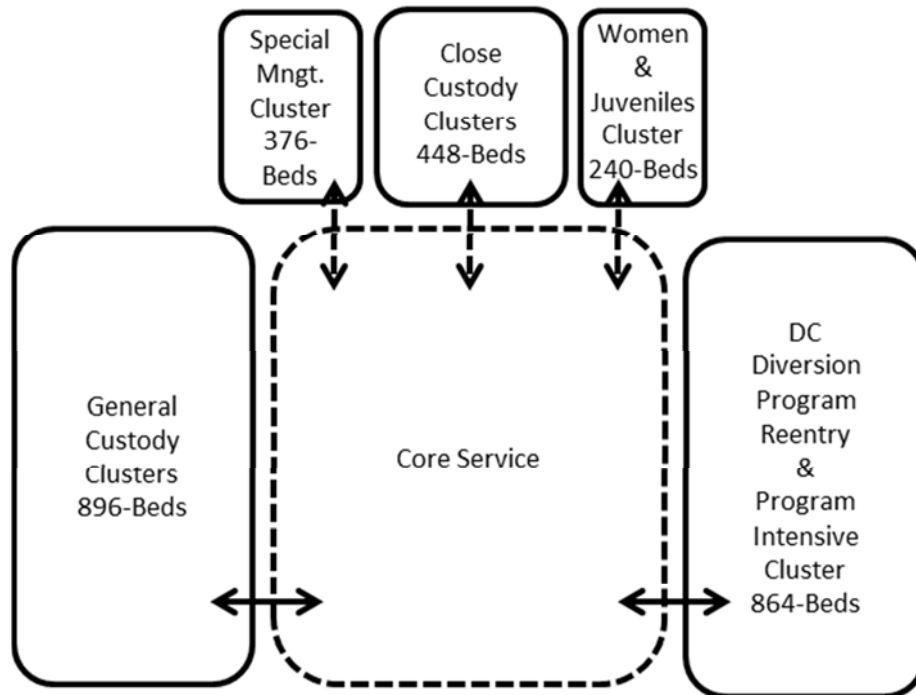 Special
Mngt.
Cluster
376-
Beds
Close
Custody
Clusters
448-Beds
Women
&
Juveniles
Cluster
240-Beds
General
Custody
Clusters
896-Beds
Core Service
DC
Diversion
Program
Reentry
&
Program
Intensive
Cluster
864-Beds